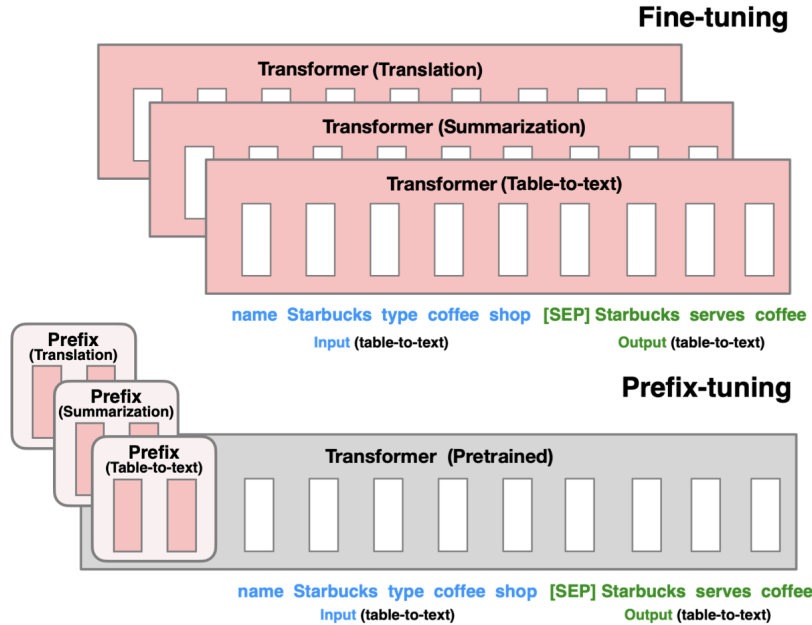 Fine-tuning
Transformer (Translation)
Transformer (Summarization)
Transformer (Table-to-text)
name Starbucks type coffee shop [SEP] Starbucks serves coffee
Input (table-to-text) Output (table-to-text)
Prefix
(Translation)
Prefix
(Summarization)
Prefix-tuning
Prefix
(Table-to-text)
Transformer (Pretrained)
name Starbucks type coffee shop [SEP] Starbucks serves coffee
Input (table-to-text) Output (table-to-text)